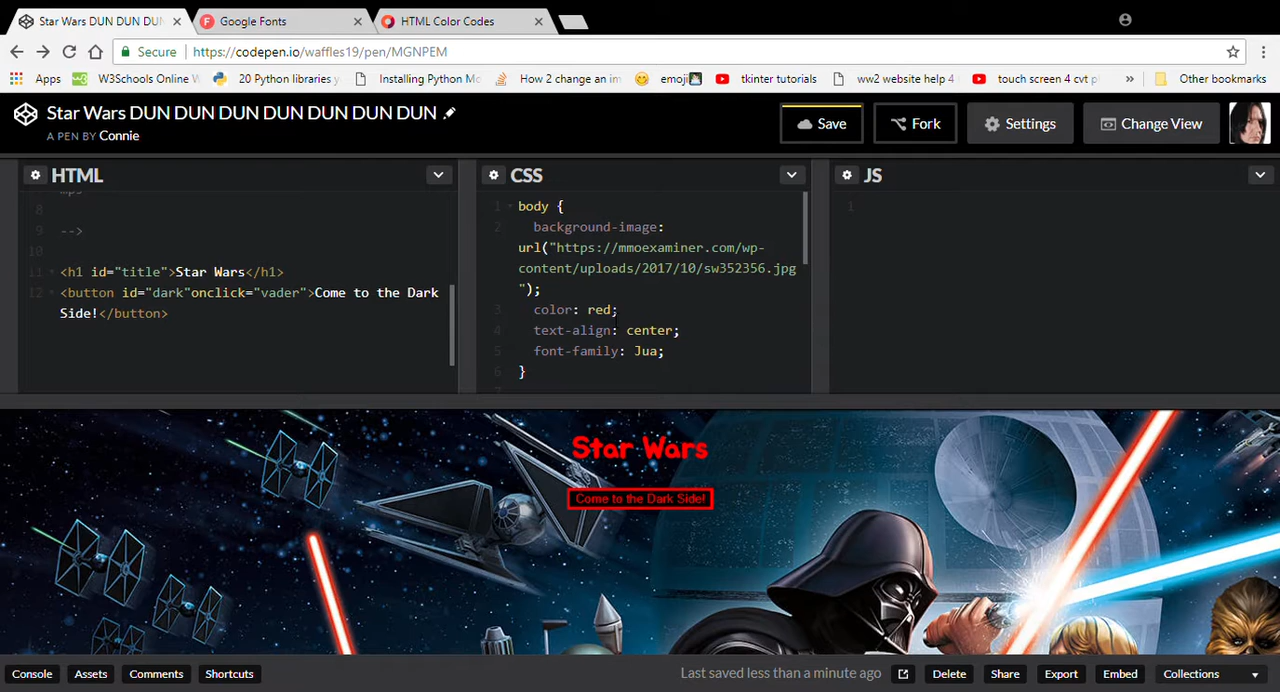 Star Wars DUN DUN DUN
Google Fonts
HTML Color Codes
Secure
https://codepen.io/waffles19/pen/MGNPEM
Apps
W3Schools Online
20 Python libraries
Installing Python Mo
How 2 change an im
emoji
tkinter tutorials
ww2 website help 4
touch screen 4 cvt
»
Other bookmarks
Star Wars DUN DUN DUN DUN DUN DUN DUN
A PEN BY Connie
Save
Fork
Settings
Change View
HTML
8
9 -->
10
11 <h1 id="title">Star Wars</h1>
12 <button id="dark"onclick="vader">Come to the Dark
Side!</button>
CSS
1 body {
2 background-image:
url("https://mmoexaminer.com/wp-
content/uploads/2017/10/sw352356.jpg
");
3 color: red;
4 text-align: center;
5 font-family: Jua;
6 }
JS
1
Star Wars
Come to the Dark Side!
Console
Assets
Comments
Shortcuts
Last saved less than a minute ago
Delete
Share
Export
Embed
Collections